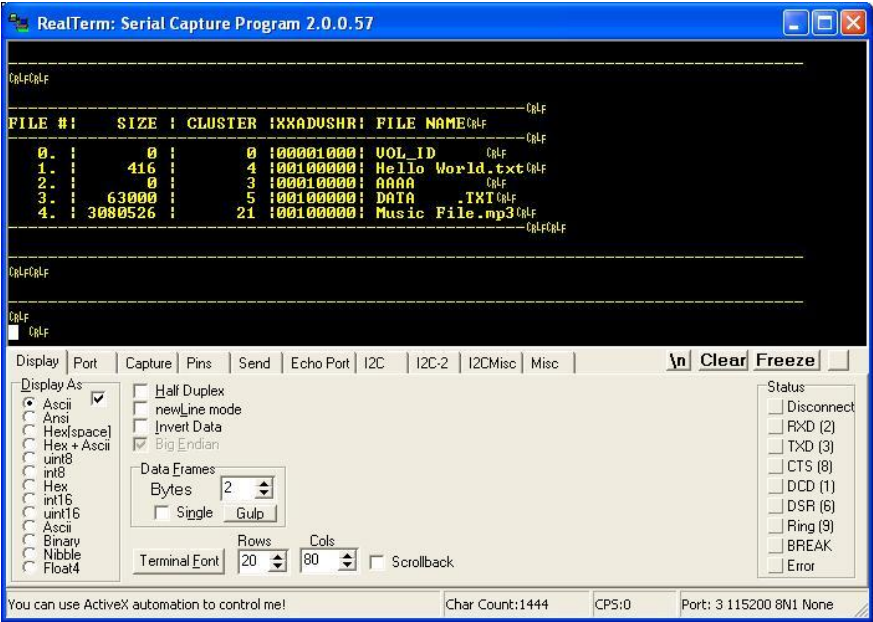 RealTerm: Serial Capture Program 2.0.0.57
CRLFCRLF
CRLF
FILE #¦ SIZE ¦ CLUSTER ¦XXADVSHR¦ FILE NAMECRLF
CRLF
0. ¦ 0 ¦ 0 ¦00001000¦ VOL_ID CRLF
1. ¦ 416 ¦ 4 ¦00100000¦ Hello World.txtCRLF
2. ¦ 0 ¦ 3 ¦00010000¦ AAAA CRLF
3. ¦ 63000 ¦ 5 ¦00100000¦ DATA .TXTCRLF
4. ¦ 3080526 ¦ 21 ¦00100000¦ Music File.mp3CRLF
CRLFCRLF
CRLFCRLF
CRLF
CRLF
Display Port Capture Pins Send Echo Port I2C I2C-2 I2CMisc Misc \n Clear Freeze
Display As
Ascii
Ansi
Hex[space]
Hex + Ascii
uint8
int8
Hex
int16
uint16
Ascii
Binary
Nibble
Float4
Half Duplex
newLine mode
Invert Data
Big Endian
Data Frames
Bytes 2
Single Gulp
Rows Cols
Terminal Font 20 80 Scrollback
Status
Disconnect
RXD (2)
TXD (3)
CTS (8)
DCD (1)
DSR (6)
Ring (9)
BREAK
Error
You can use ActiveX automation to control me! Char Count:1444 CPS:0 Port: 3 115200 8N1 None